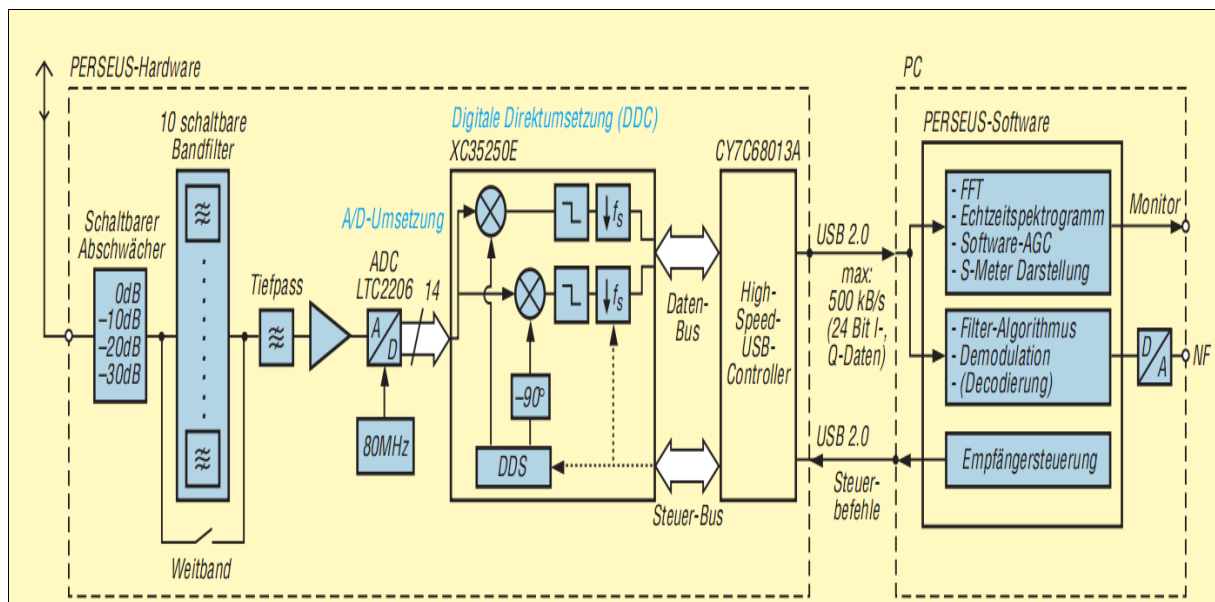 PERSEUS-Hardware
10 schaltbare
Bandfilter
Schaltbarer
Abschwächer
0dB
–10dB
–20dB
–30dB
Weitband
Tiefpass
A/D-Umsetzung
ADC
LTC2206
14
A
D
80MHz
Digitale Direktumsetzung (DDC)
XC35250E
fs
fs
–90°
DDS
Daten-
Bus
Steuer-Bus
CY7C68013A
High-
Speed-
USB-
Controller
USB 2.0
max:
500 kB/s
(24 Bit I-,
Q-Daten)
USB 2.0
Steuer-
befehle
PC
PERSEUS-Software
- FFT
- Echtzeitspektrogramm
- Software-AGC
- S-Meter Darstellung
Monitor
- Filter-Algorithmus
- Demodulation
- (Decodierung)
D
A
NF
Empfängersteuerung